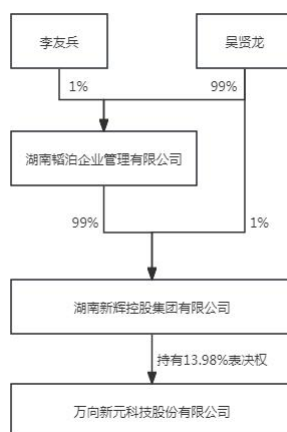 李友兵
吴贤龙
1%
99%
湖南韬泊企业管理有限公司
99%
1%
湖南新辉控股集团有限公司
持有13.98%表决权
万向新元科技股份有限公司